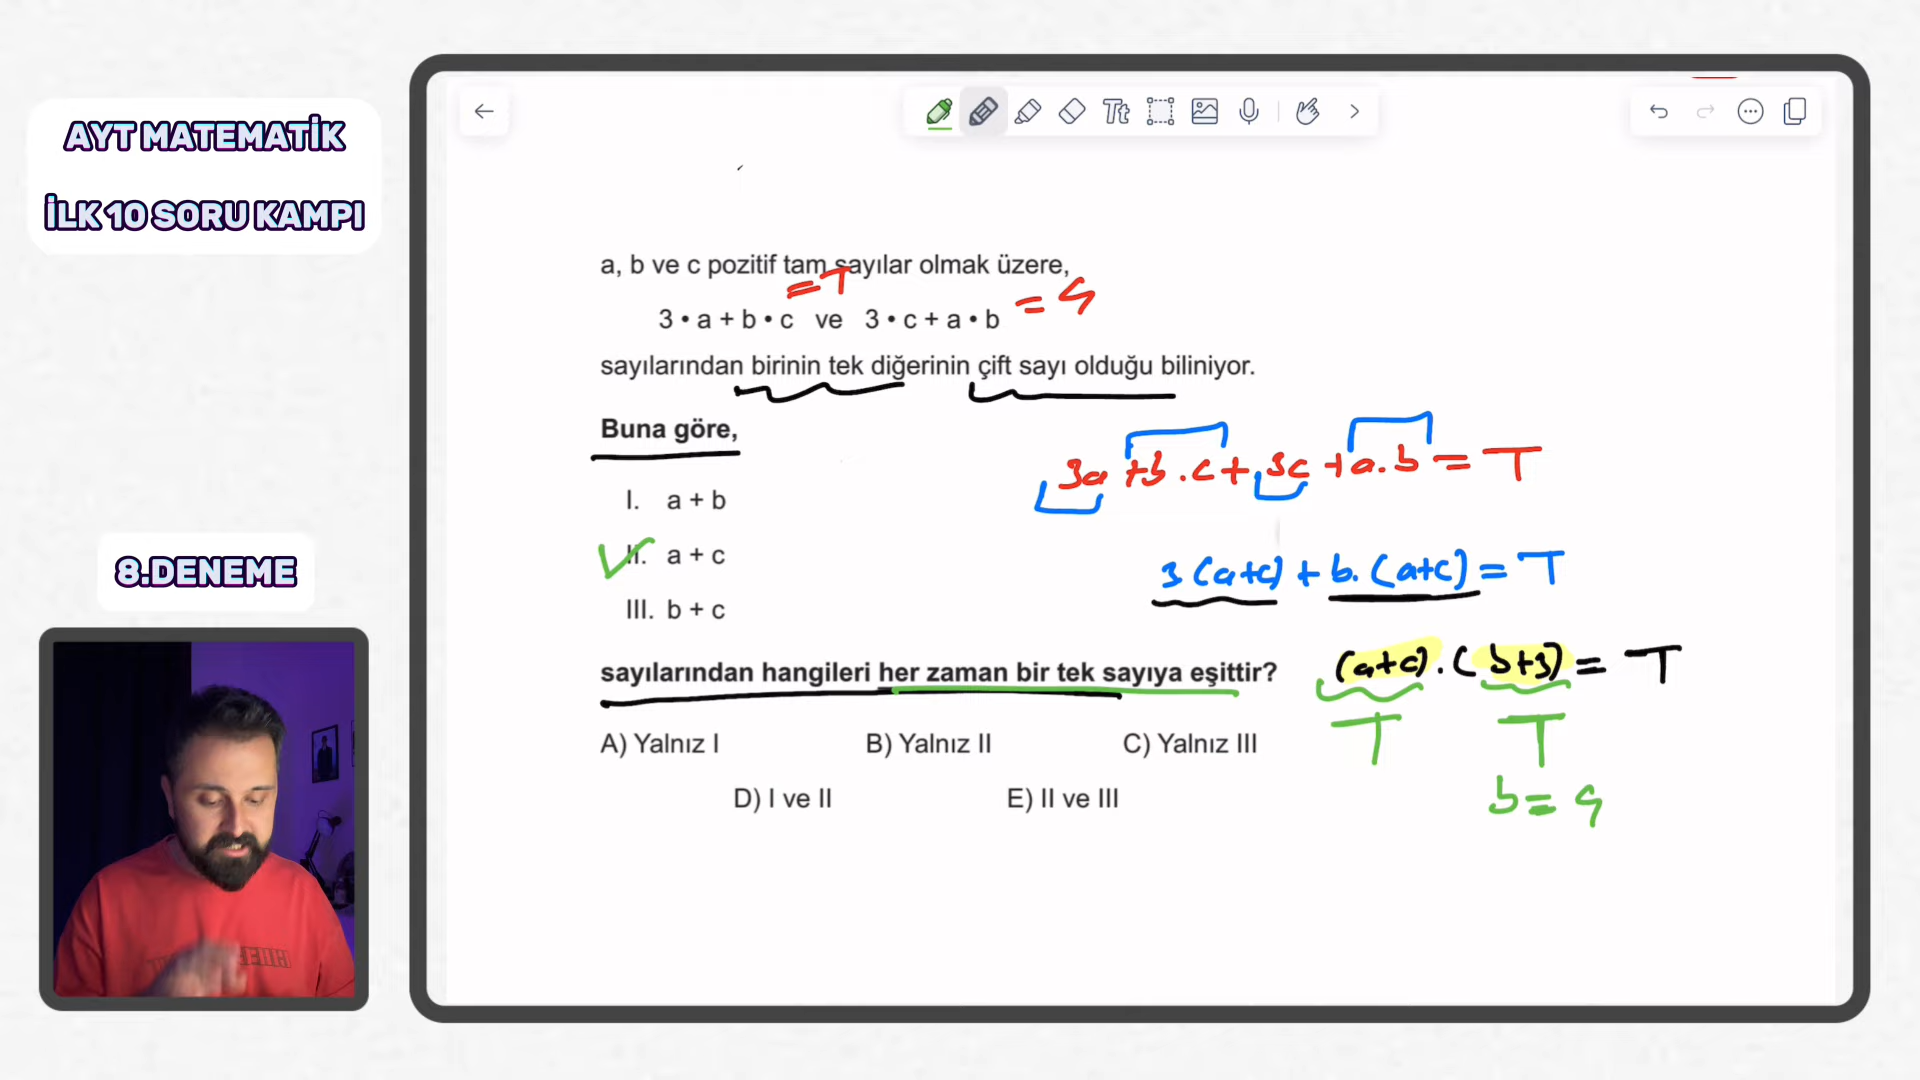 AYT MATEMATİK
İLK 10 SORU KAMPI
8.DENEME
Tt
a, b ve c pozitif tam sayılar olmak üzere,
= T
= Ç
3 • a + b • c ve 3 • c + a • b
sayılarından birinin tek diğerinin çift sayı olduğu biliniyor.
Buna göre,
I. a + b
II. a + c
III. b + c
sayılarından hangileri her zaman bir tek sayıya eşittir?
A) Yalnız I B) Yalnız II C) Yalnız III
D) I ve II E) II ve III
3a + b . c + 3c + a . b = T
3 (a+c) + b . (a+c) = T
(a+c) . (b+3) = T
T T
b = Ç